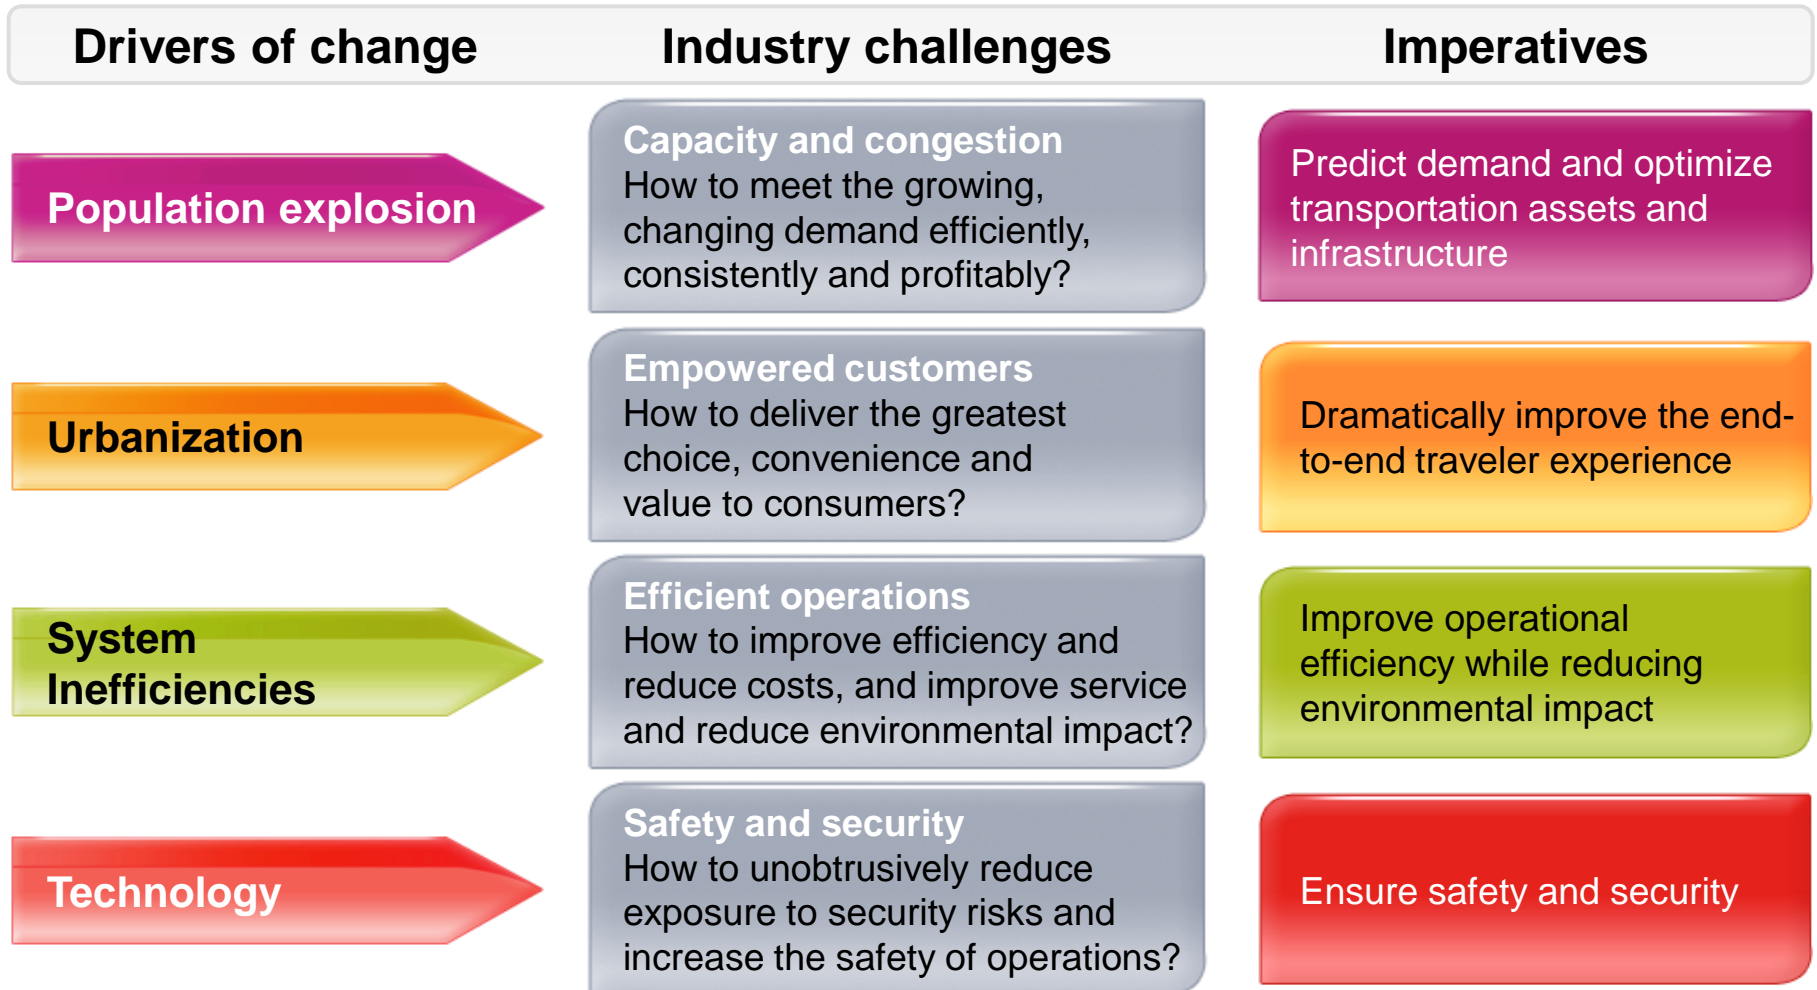 Drivers of change
Industry challenges
Imperatives
Population explosion
Capacity and congestion
How to meet the growing,
changing demand efficiently,
consistently and profitably?
Predict demand and optimize
transportation assets and
infrastructure
Urbanization
Empowered customers
How to deliver the greatest
choice, convenience and
value to consumers?
Dramatically improve the end-
to-end traveler experience
System
Inefficiencies
Efficient operations
How to improve efficiency and
reduce costs, and improve service
and reduce environmental impact?
Improve operational
efficiency while reducing
environmental impact
Technology
Safety and security
How to unobtrusively reduce
exposure to security risks and
increase the safety of operations?
Ensure safety and security